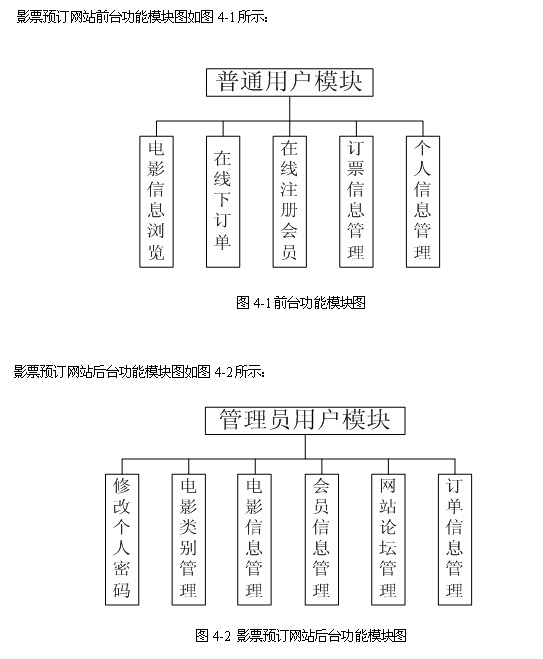 影票预订网站前台功能模块图如图 4-1所示：
普通用户模块
电影信息浏览
在线下订单
在线注册会员
订票信息管理
个人信息管理
图 4-1前台功能模块图
影票预订网站后台功能模块图如图 4-2所示：
管理员用户模块
修改个人密码
电影类别管理
电影信息管理
会员信息管理
网站论坛管理
订单信息管理
图 4-2 影票预订网站后台功能模块图